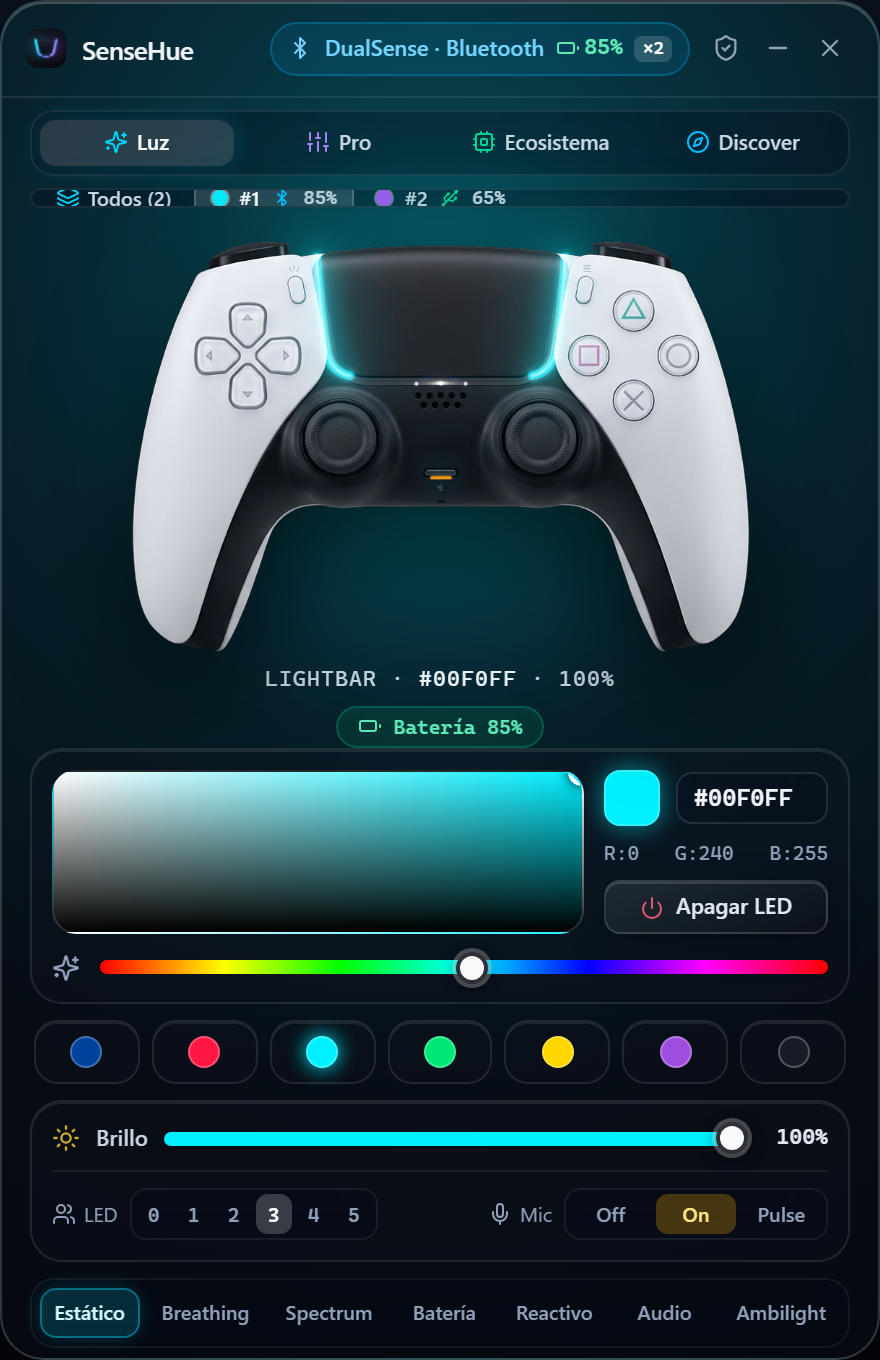 SenseHue
DualSense · Bluetooth 85% ×2
Luz Pro Ecosistema Discover
Todos (2) #1 85% #2 65%
LIGHTBAR · #00F0FF · 100%
Batería 85%
#00F0FF
R:0 G:240 B:255
Apagar LED
Brillo 100%
LED 0 1 2 3 4 5 Mic Off On Pulse
Estático Breathing Spectrum Batería Reactivo Audio Ambilight